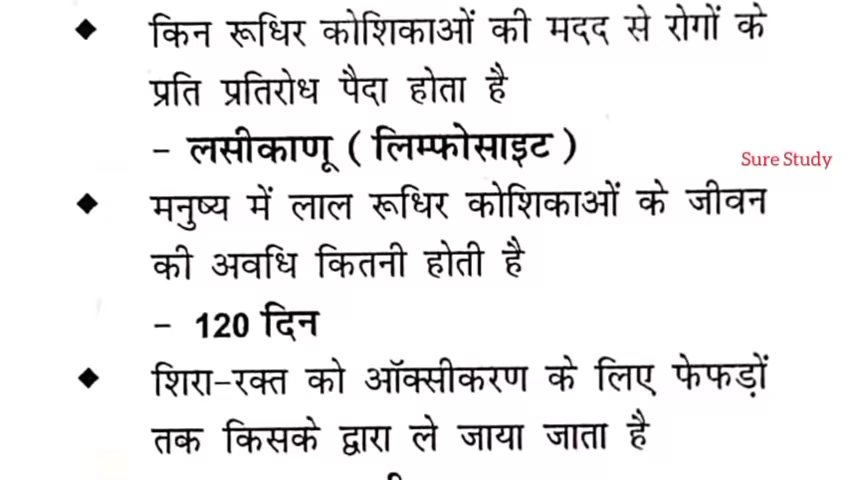 ◆ किन रूधिर कोशिकाओं की मदद से रोगों के
प्रति प्रतिरोध पैदा होता है
- लसीकाणू ( लिम्फोसाइट )
Sure Study
◆ मनुष्य में लाल रूधिर कोशिकाओं के जीवन
की अवधि कितनी होती है
- 120 दिन
◆ शिरा-रक्त को ऑक्सीकरण के लिए फेफड़ों
तक किसके द्वारा ले जाया जाता है